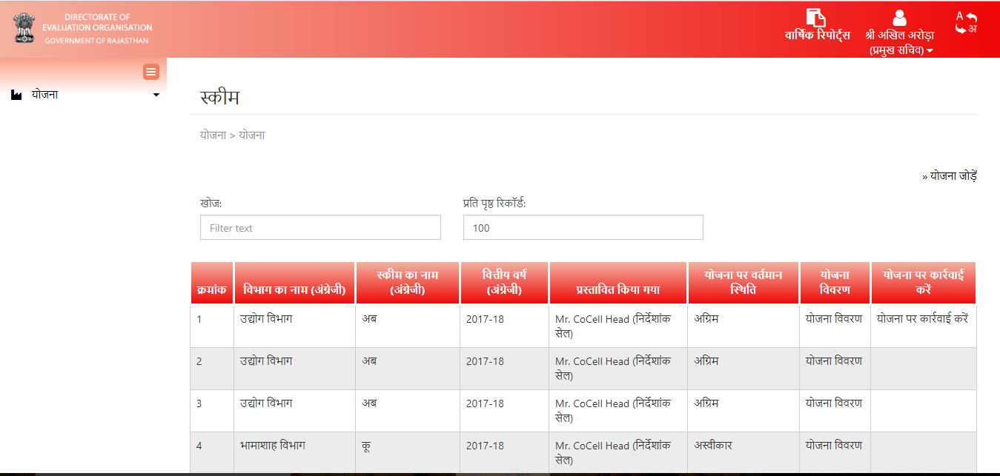 DIRECTORATE OF
EVALUATION ORGANISATION
GOVERNMENT OF RAJASTHAN
वार्षिक रिपोर्ट्स
श्री अखिल अरोड़ा
(प्रमुख सचिव)
A
अ
योजना
स्कीम
योजना > योजना
» योजना जोड़ें
खोज: प्रति पृष्ठ रिकॉर्ड:
Filter text 100
क्रमांक विभाग का नाम (अंग्रेजी) स्कीम का नाम (अंग्रेजी) वित्तीय वर्ष (अंग्रेजी) प्रस्तावित किया गया योजना पर वर्तमान स्थिति योजना विवरण योजना पर कार्रवाई करें
1 उद्योग विभाग अब 2017-18 Mr. CoCell Head (निर्देशांक सेल) अग्रिम योजना विवरण योजना पर कार्रवाई करें
2 उद्योग विभाग अब 2017-18 Mr. CoCell Head (निर्देशांक सेल) अग्रिम योजना विवरण
3 उद्योग विभाग अब 2017-18 Mr. CoCell Head (निर्देशांक सेल) अग्रिम योजना विवरण
4 भामाशाह विभाग कू 2017-18 Mr. CoCell Head (निर्देशांक सेल) अस्वीकार योजना विवरण